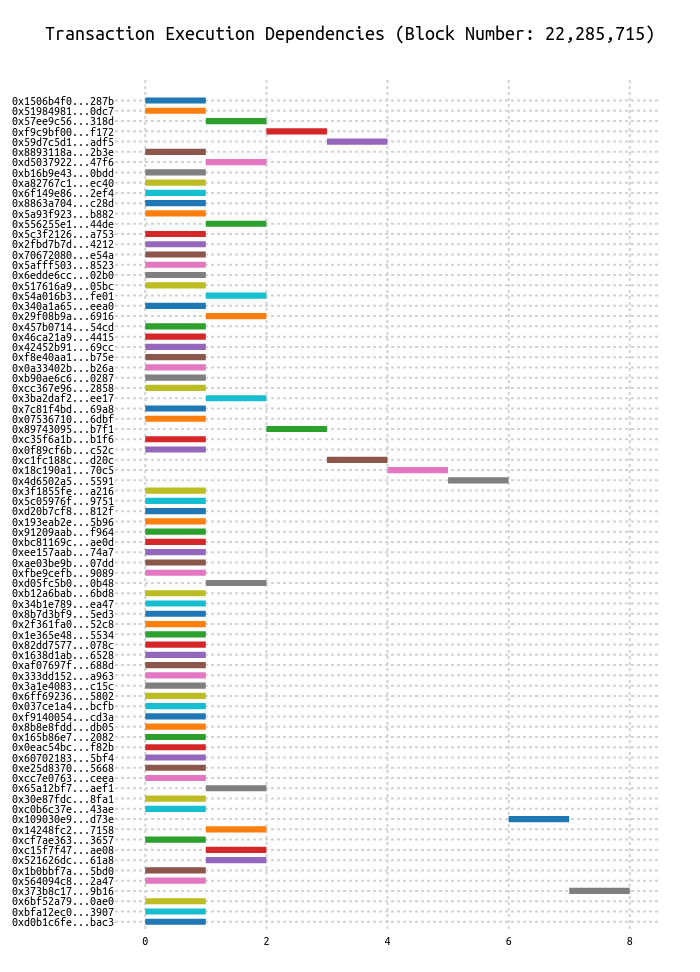 Transaction Execution Dependencies (Block Number: 22,285,715)
0x1506b4f0...287b
0x51984981...0dc7
0x57ee9c56...318d
0xf9c9bf00...f172
0x59d7c5d1...adf5
0x8893118a...2b3e
0xd5037922...47f6
0xb16b9e43...0bdd
0xa82767c1...ec40
0x6f149e86...2ef4
0x8863a704...c28d
0x5a93f923...b882
0x556255e1...44de
0x5c3f2126...a753
0x2fbd7b7d...4212
0x70672080...e54a
0x5afff503...8523
0x6edde6cc...02b0
0x517616a9...05bc
0x54a016b3...fe01
0x340a1a65...eea0
0x29f08b9a...6916
0x457b0714...54cd
0x46ca21a9...4415
0x42452b91...69cc
0xf8e40aa1...b75e
0x0a33402b...b26a
0xb90ae6c6...0287
0xcc367e96...2858
0x3ba2daf2...ee17
0x7c81f4bd...69a8
0x07536710...6dbf
0x89743095...b7f1
0xc35f6a1b...b1f6
0x0f89cf6b...c52c
0xc1fc188c...d20c
0x18c190a1...70c5
0x4d6502a5...5591
0x3f1855fe...a216
0x5c05976f...9751
0xd20b7cf8...812f
0x193eab2e...5b96
0x91209aab...f964
0xbc81169c...ae0d
0xee157aab...74a7
0xae03be9b...07dd
0xfbe9cefb...9089
0xd05fc5b0...0b48
0xb12a6bab...6bd8
0x34b1e789...ea47
0x8b7d3bf9...5ed3
0x2f361fa0...52c8
0x1e365e48...5534
0x82dd7577...078c
0x1638d1ab...6528
0xaf07697f...688d
0x333dd152...a963
0x3a1e4083...c15c
0x6ff69236...5802
0x037ce1a4...bcfb
0xf9140054...cd3a
0x8b8e8fdd...db05
0x165b86e7...2082
0x0eac54bc...f82b
0x60702183...5bf4
0xe25d8370...5668
0xcc7e0763...ceea
0x65a12bf7...aef1
0x30e87fdc...8fa1
0xc0b6c37e...43ae
0x109030e9...d73e
0x14248fc2...7158
0xcf7ae363...3657
0xc15f7f47...ae08
0x521626dc...61a8
0x1b0bbf7a...5bd0
0x564094c8...2a47
0x373b8c17...9b16
0x6bf52a79...0ae0
0xbfa12ec0...3907
0xd0b1c6fe...bac3
0 2 4 6 8